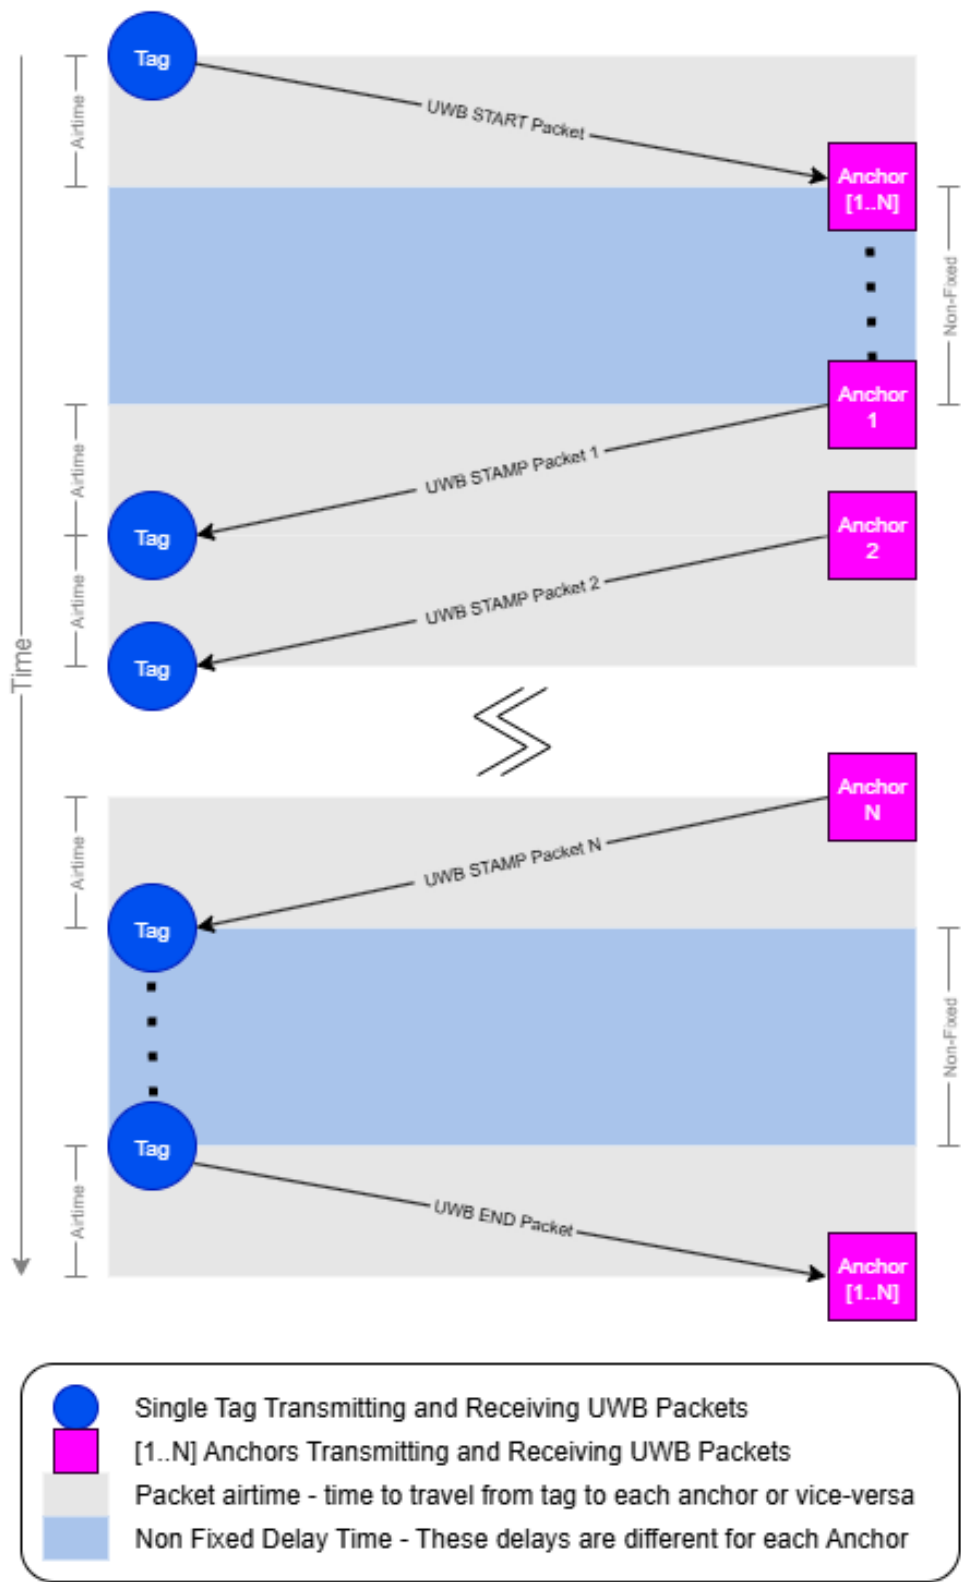 Tag
Airtime
UWB START Packet
Anchor
[1..N]
Non-Fixed
Anchor
1
Airtime
UWB STAMP Packet 1
Tag
Anchor
2
Airtime
UWB STAMP Packet 2
Tag
Time
Anchor
N
Airtime
UWB STAMP Packet N
Tag
Non-Fixed
Tag
Airtime
UWB END Packet
Anchor
[1..N]
Single Tag Transmitting and Receiving UWB Packets
[1..N] Anchors Transmitting and Receiving UWB Packets
Packet airtime - time to travel from tag to each anchor or vice-versa
Non Fixed Delay Time - These delays are different for each Anchor